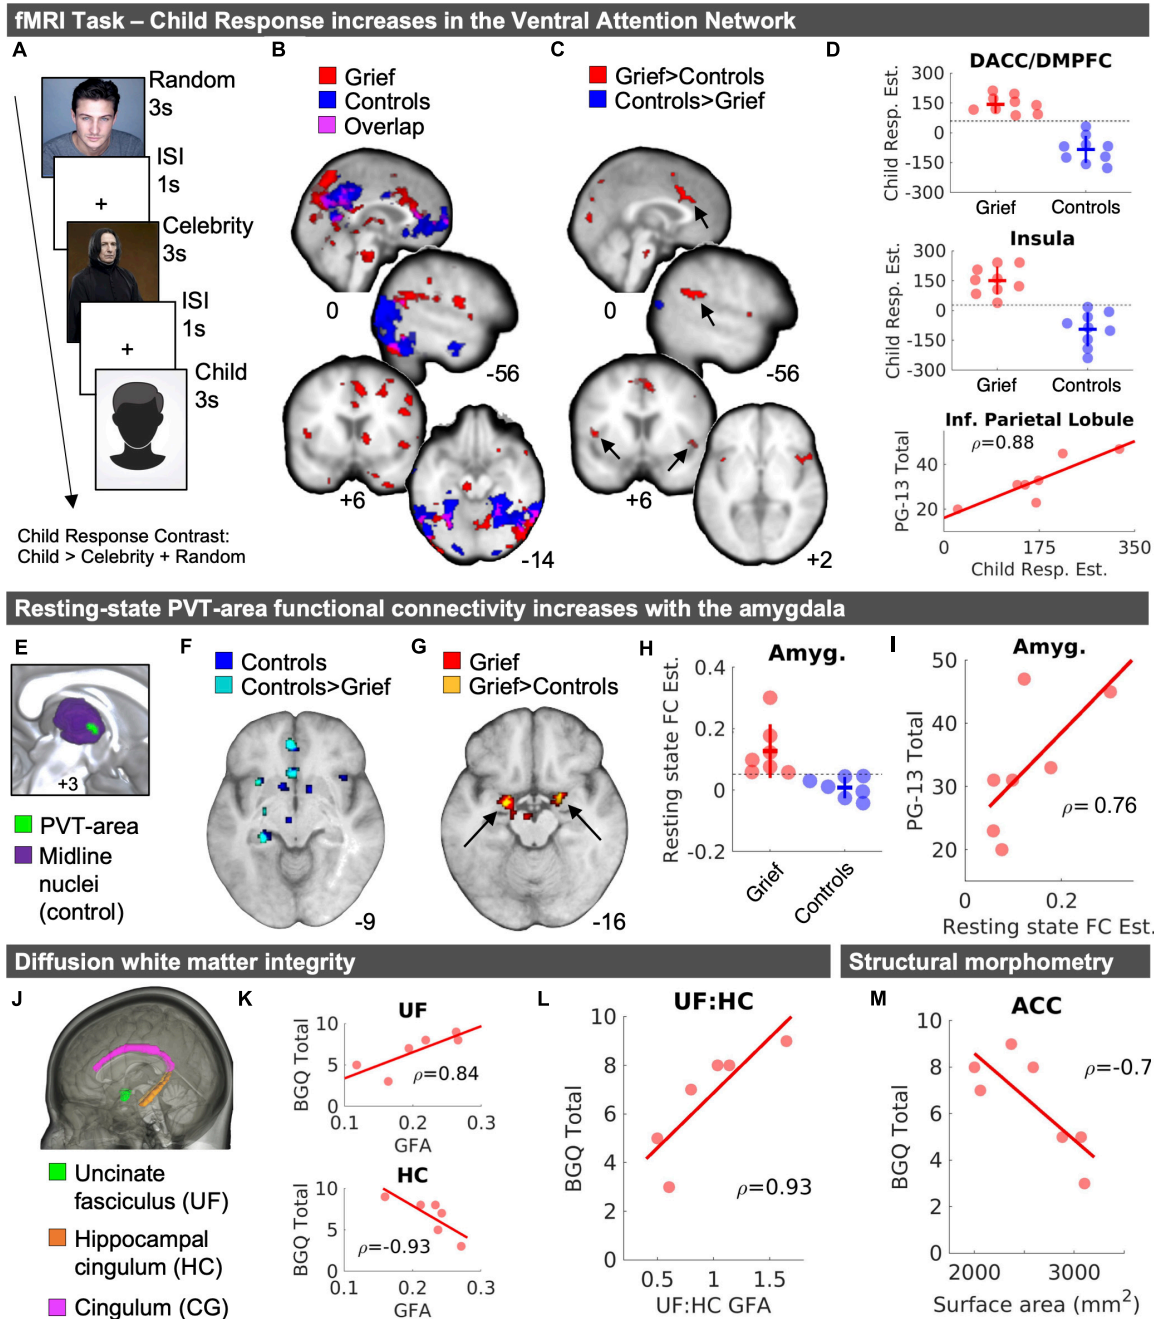 fMRI Task – Child Response increases in the Ventral Attention Network
A
Random
3s
ISI
1s
+
Celebrity
3s
ISI
1s
+
Child
3s
Child Response Contrast:
Child > Celebrity + Random
B
Grief
Controls
Overlap
0
-56
+6
-14
C
Grief>Controls
Controls>Grief
0
-56
+6
+2
D
DACC/DMPFC
Child Resp. Est.
300
150
0
-150
-300
Grief Controls
Insula
Child Resp. Est.
300
150
0
-150
-300
Grief Controls
Inf. Parietal Lobule
ρ=0.88
PG-13 Total
40
20
0 175 350
Child Resp. Est.
Resting-state PVT-area functional connectivity increases with the amygdala
E
+3
PVT-area
Midline
nuclei
(control)
F
Controls
Controls>Grief
-9
G
Grief
Grief>Controls
-16
H
Amyg.
Resting state FC Est.
0.4
0.2
0
-0.2
Grief
Controls
I
Amyg.
PG-13 Total
50
40
30
20
ρ= 0.76
0 0.2
Resting state FC Est.
Diffusion white matter integrity
J
Uncinate
fasciculus (UF)
Hippocampal
cingulum (HC)
Cingulum (CG)
K
UF
BGQ Total
10
5
0
ρ=0.84
0.1 0.2 0.3
GFA
HC
BGQ Total
10
5
0
ρ=-0.93
0.1 0.2 0.3
GFA
L
UF:HC
BGQ Total
10
8
6
4
2
0
ρ=0.93
0.5 1 1.5
UF:HC GFA
Structural morphometry
M
ACC
BGQ Total
10
8
6
4
2
0
ρ=-0.7
2000 3000
Surface area (mm²)